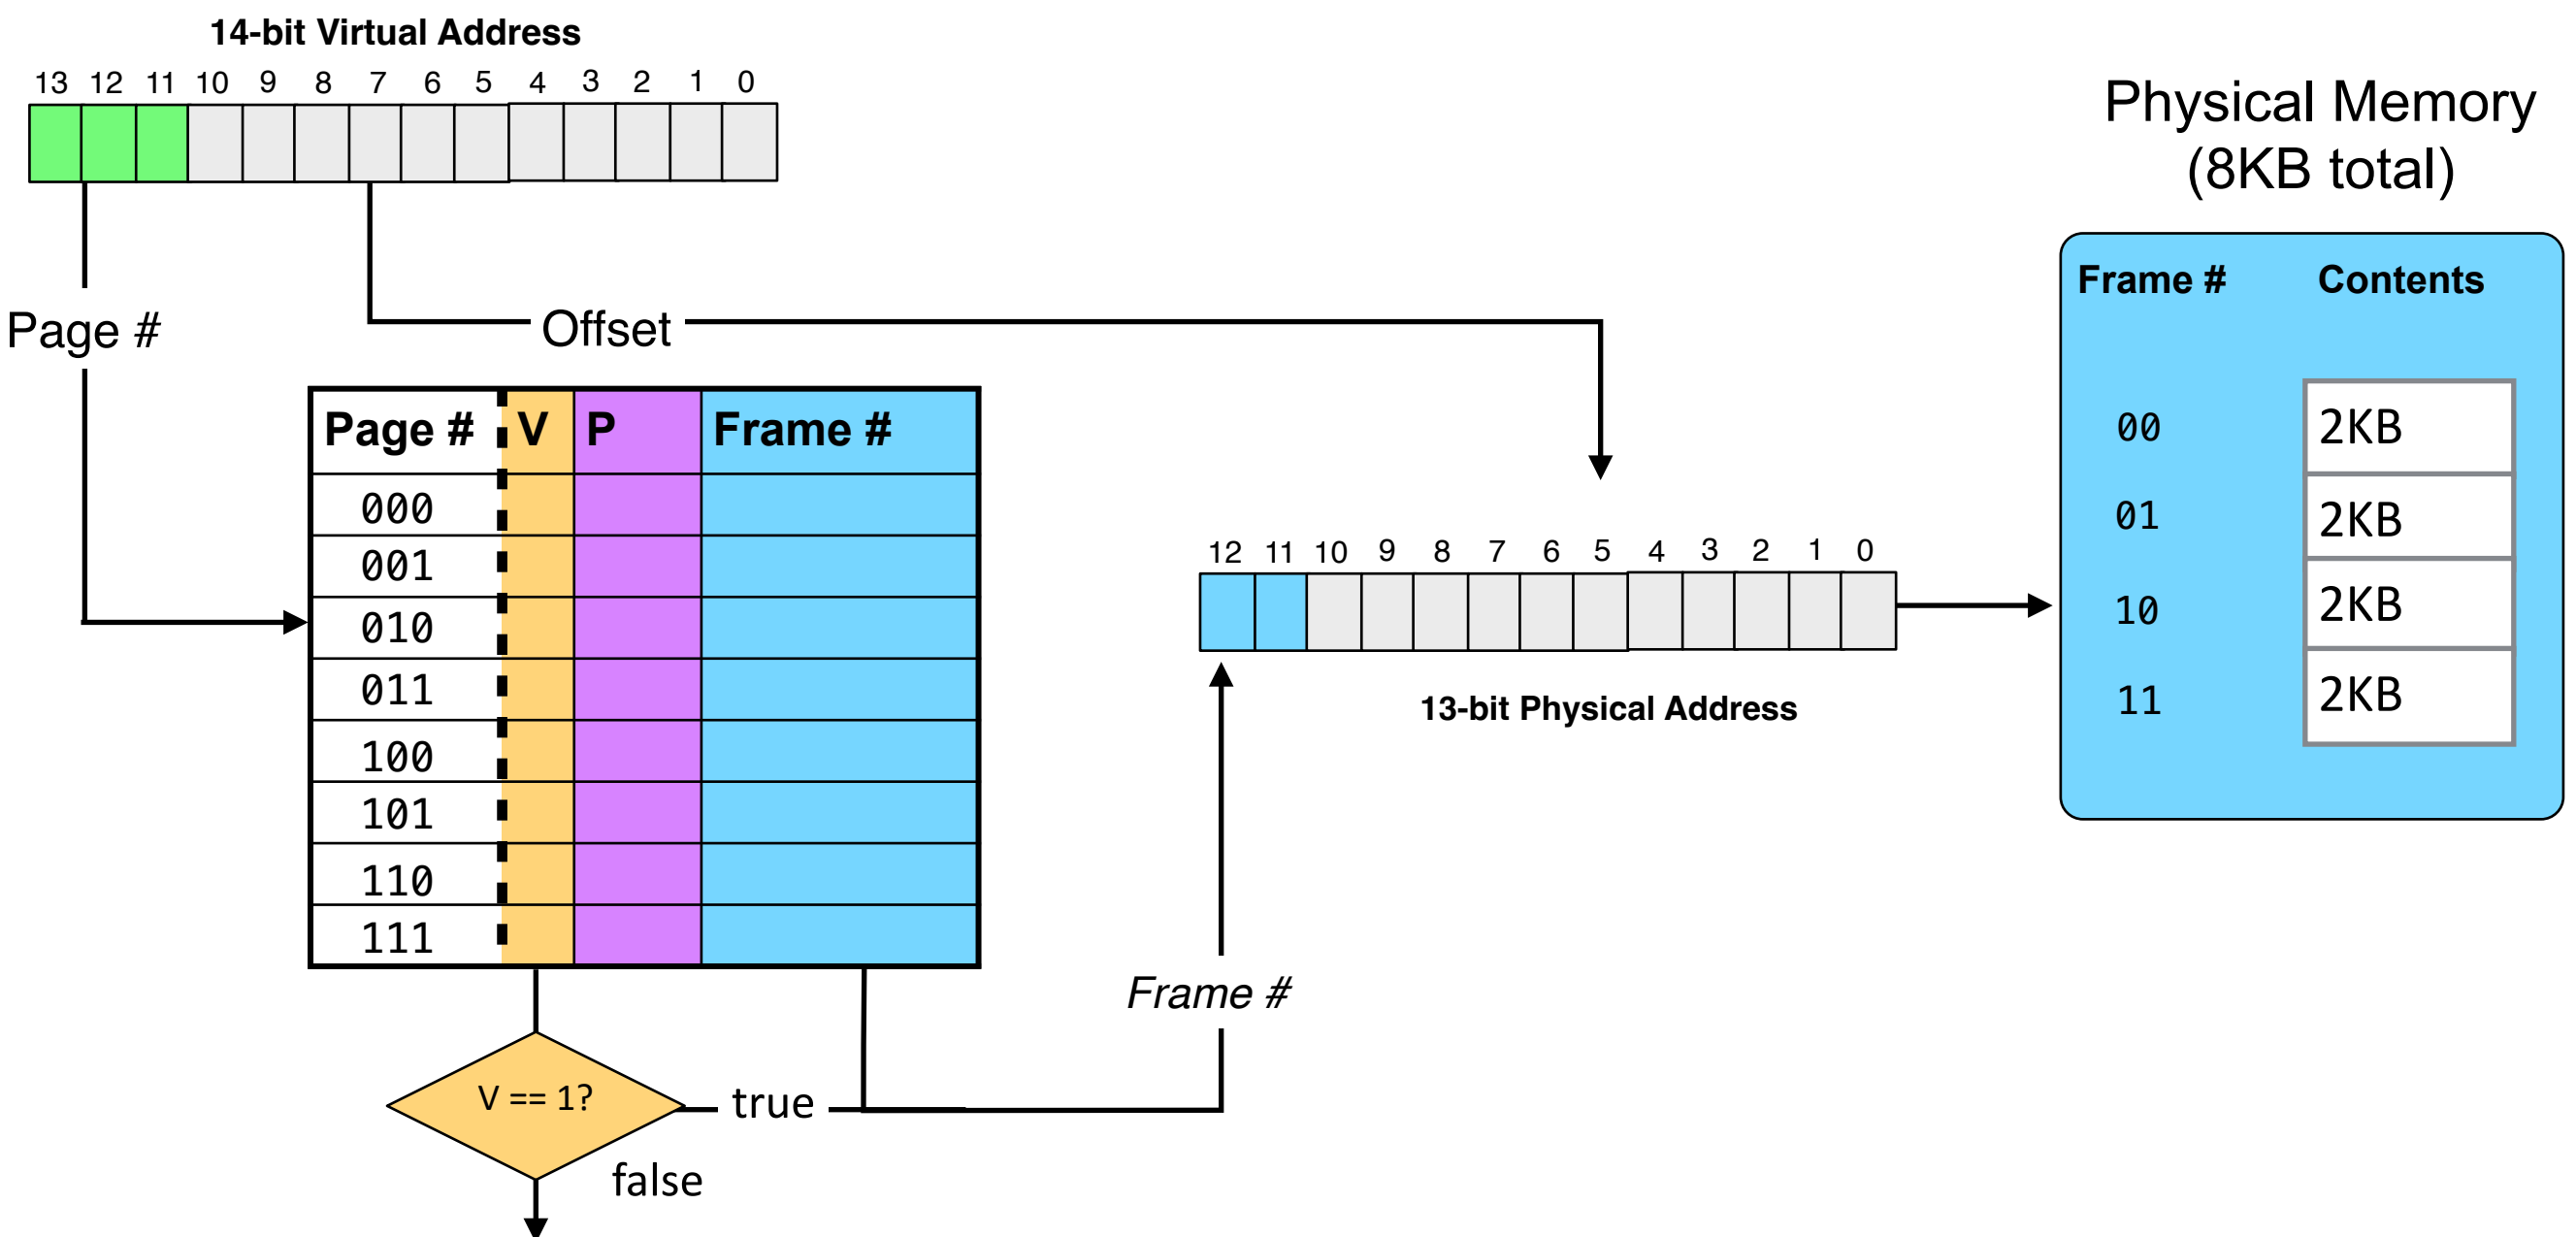 14-bit Virtual Address
13 12 11 10 9 8 7 6 5 4 3 2 1 0
Page #
Offset
Page # V P Frame #
000
001
010
011
100
101
110
111
V == 1?
true
false
Frame #
12 11 10 9 8 7 6 5 4 3 2 1 0
13-bit Physical Address
Physical Memory
(8KB total)
Frame # Contents
00 2KB
01 2KB
10 2KB
11 2KB